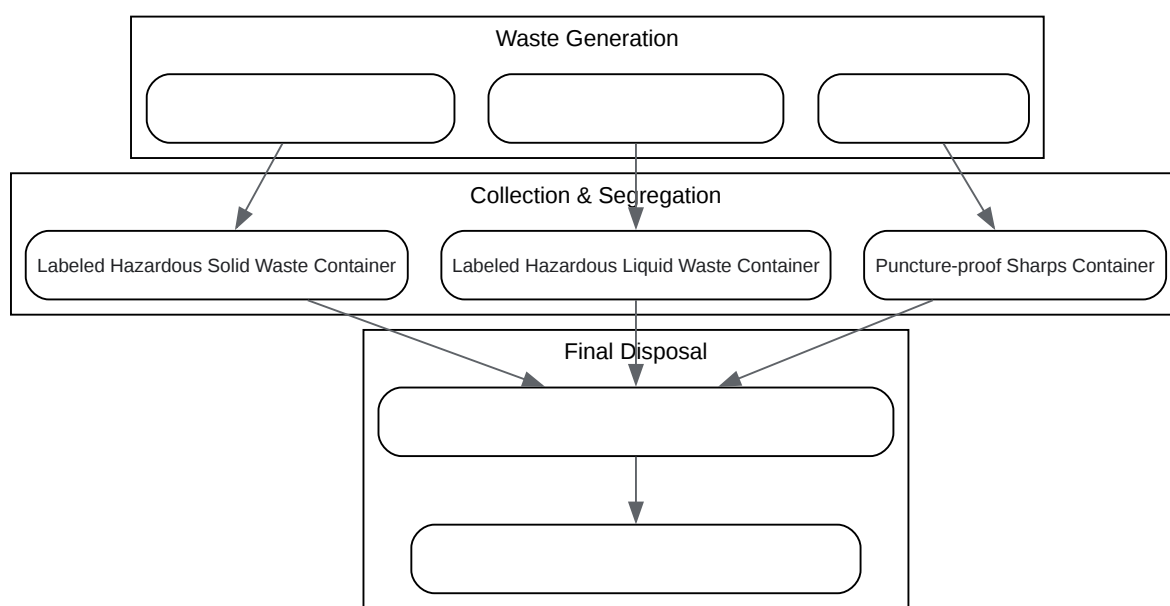 Waste Generation
Collection & Segregation
Labeled Hazardous Solid Waste Container
Labeled Hazardous Liquid Waste Container
Puncture-proof Sharps Container
Final Disposal